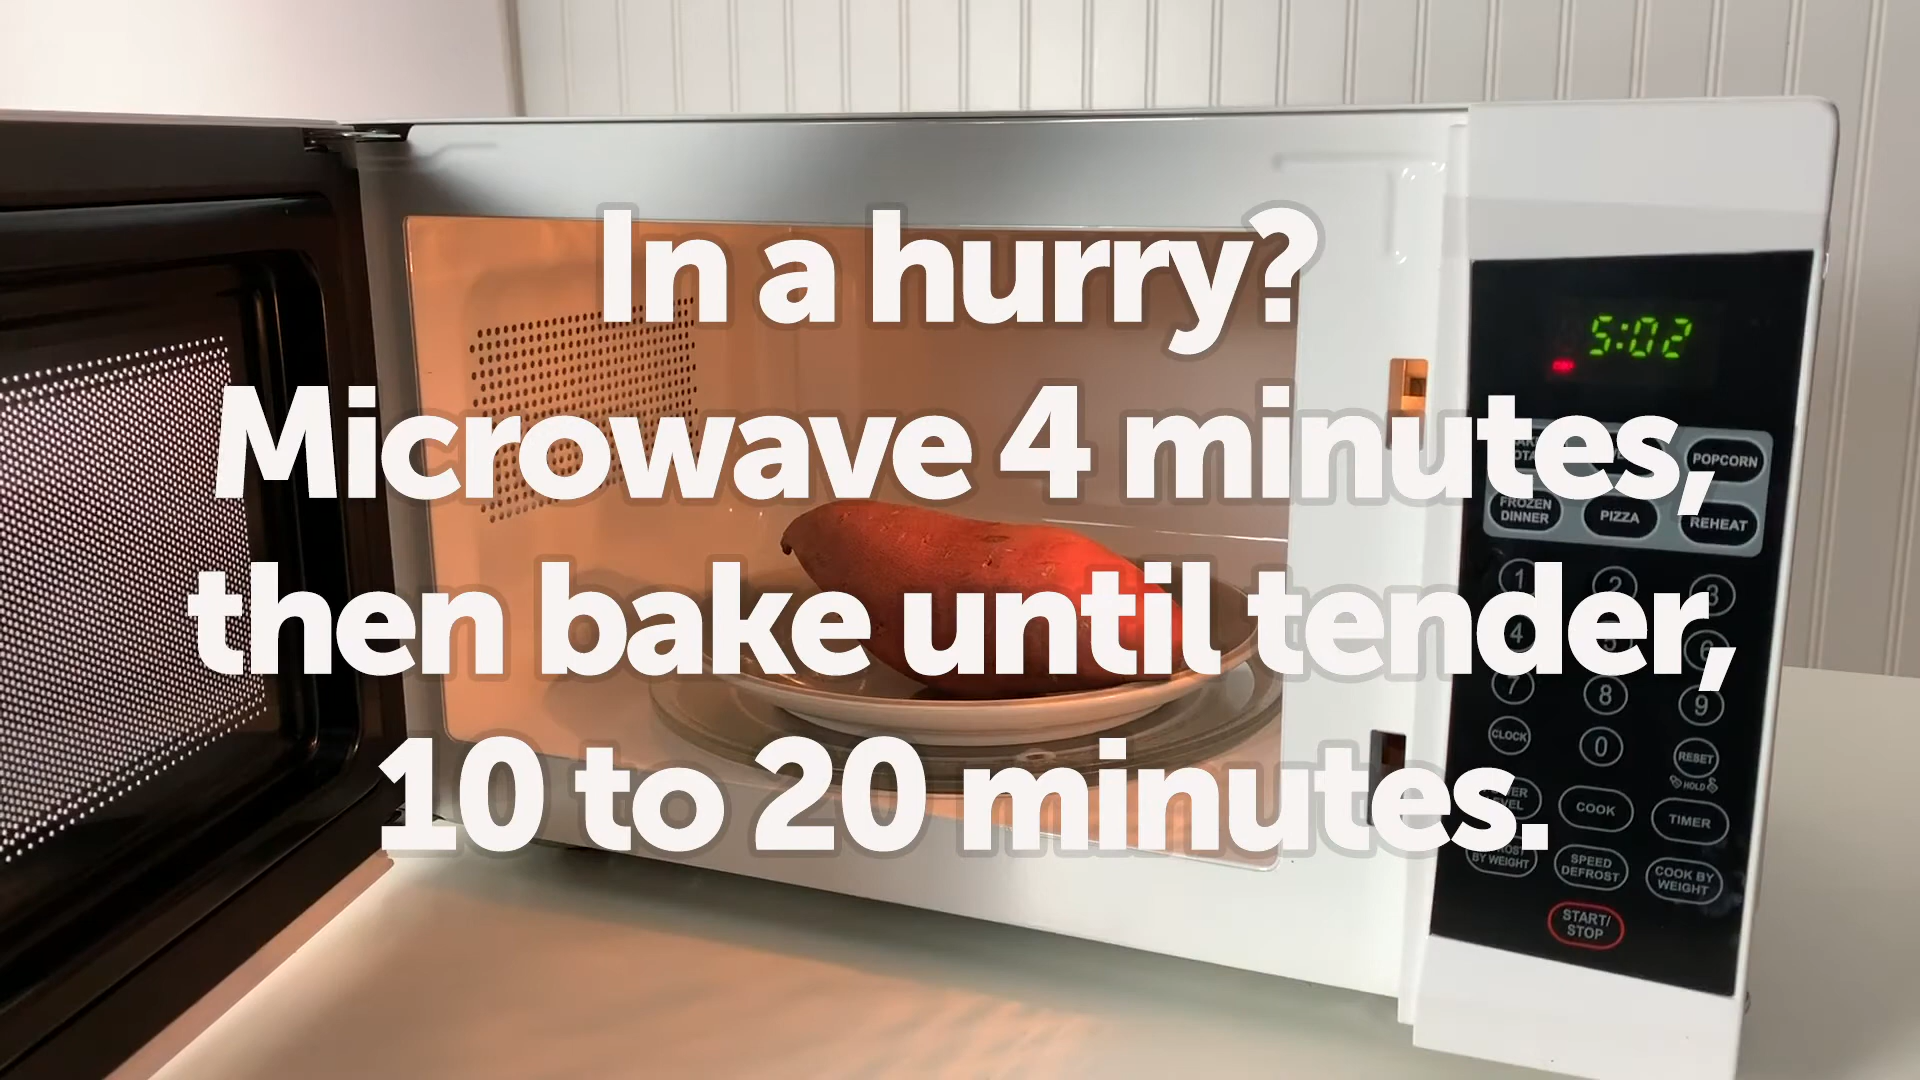 In a hurry?
Microwave 4 minutes,
then bake until tender,
10 to 20 minutes.
5:02
POPCORN
FROZEN DINNER
PIZZA
REHEAT
1 2 3
4 5 6
7 8 9
CLOCK
0
RESET
HOLD
COOK
TIMER
BY WEIGHT
SPEED DEFROST
COOK BY WEIGHT
START/
STOP